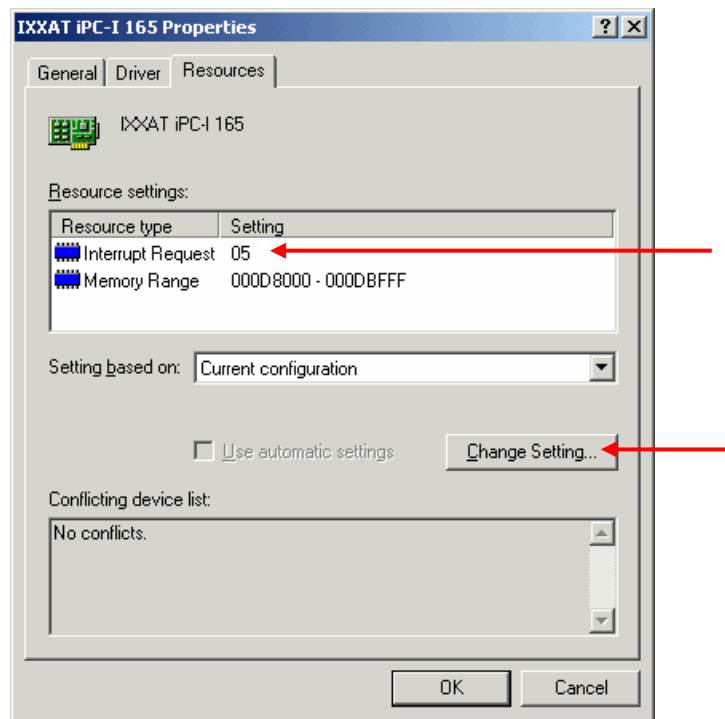 IXXAT iPC-I 165 Properties
General Driver Resources
IXXAT iPC-I 165
Resource settings:
Resource type Setting
Interrupt Request 05
Memory Range 000D8000 - 000DBFFF
Setting based on: Current configuration
Use automatic settings Change Setting...
Conflicting device list:
No conflicts.
OK Cancel